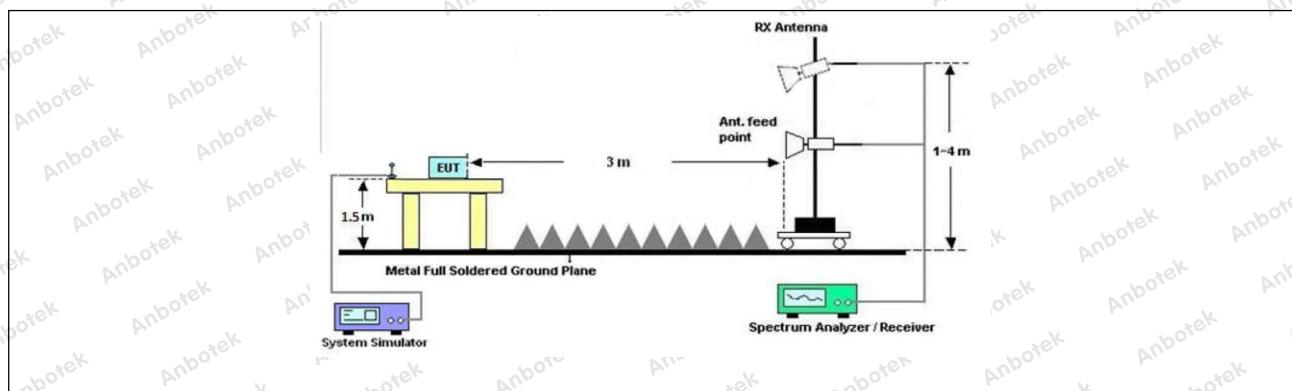 RX Antenna
Ant. feed
point
EUT
3 m
1~4 m
1.5 m
Metal Full Soldered Ground Plane
System Simulator
Spectrum Analyzer / Receiver
Anbotek